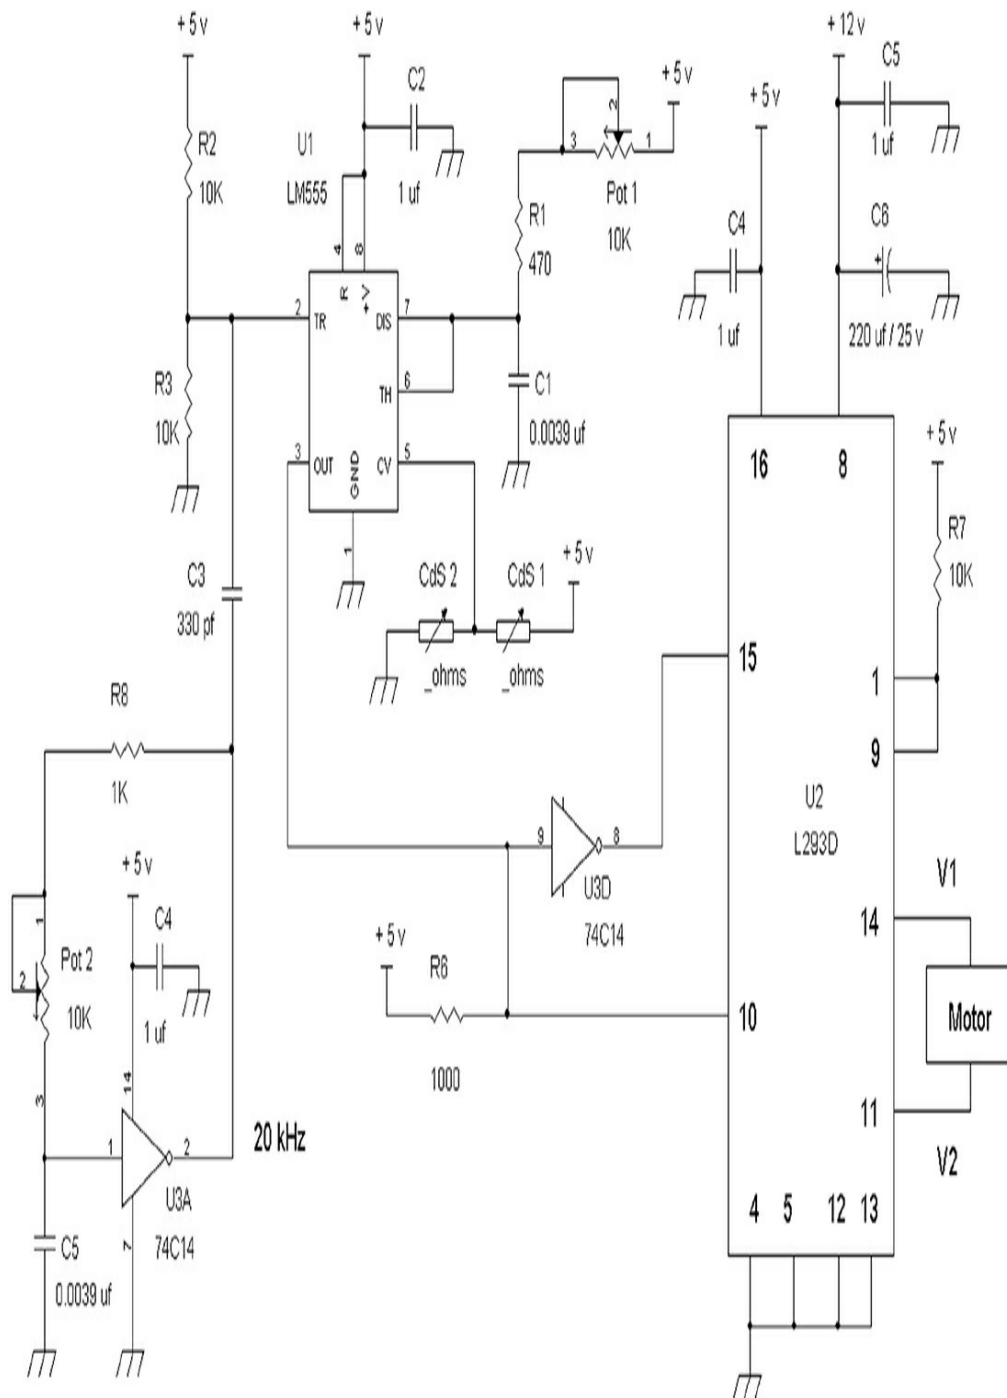 + 5 v
+ 5 v
+ 12 v
C2
C5
+ 5 v
+ 5 v
2
R2
10K
U1
LM555
1 uf
3
1
Pot 1
10K
1 uf
R1
470
C4
C6
4
8
R
+V
+
1 uf
220 uf / 25 v
2
TR
DIS
7
R3
10K
TH
6
C1
0.0039 uf
3
OUT
GND
CV
5
1
16
8
+ 5 v
R7
10K
C3
330 pf
CdS 2
CdS 1
+ 5 v
_ohms
_ohms
15
1
R8
1K
9
U2
L293D
9
8
U3D
74C14
+ 5 v
C4
V1
14
1
2
Pot 2
10K
1 uf
+ 5 v
R6
1000
10
Motor
3
14
11
1
2
20 kHz
V2
U3A
74C14
7
C5
0.0039 uf
4
5
12
13